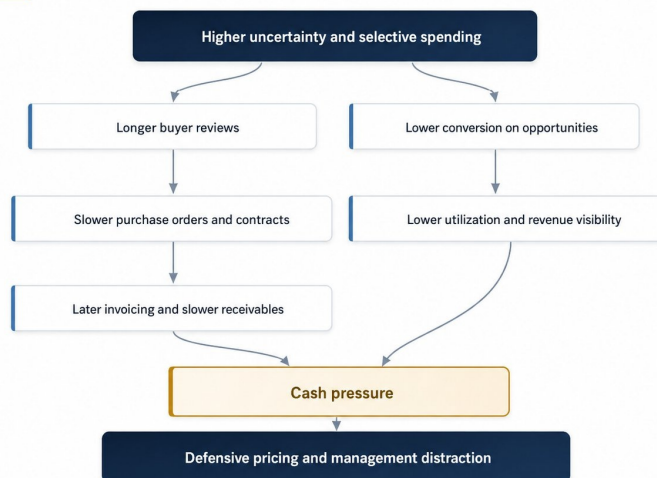 Higher uncertainty and selective spending
Longer buyer reviews
Lower conversion on opportunities
Slower purchase orders and contracts
Lower utilization and revenue visibility
Later invoicing and slower receivables
Cash pressure
Defensive pricing and management distraction